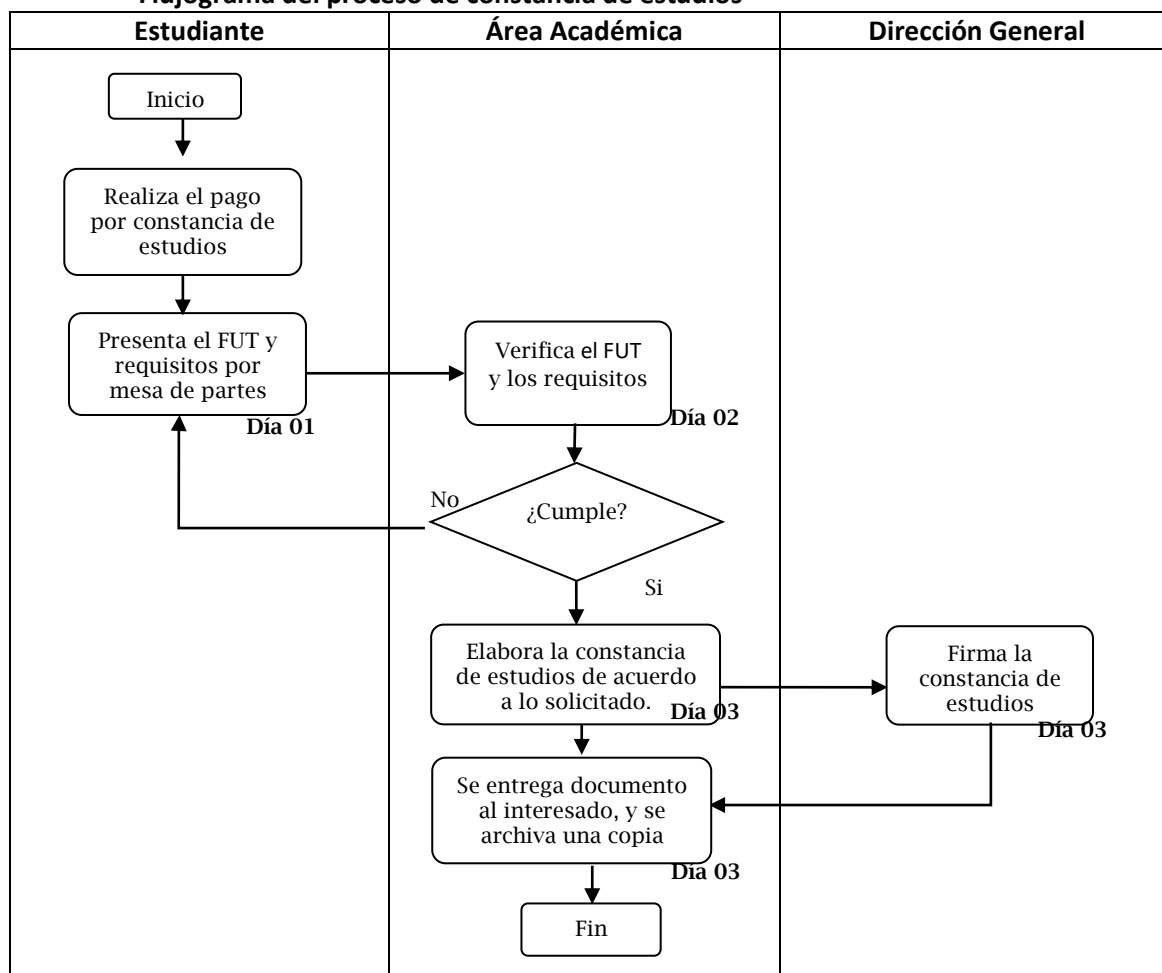 Flujograma del proceso de constancia de estudios
Estudiante
Área Académica
Dirección General
Inicio
Realiza el pago
por constancia de
estudios
Presenta el FUT y
requisitos por
mesa de partes
Día 01
Verifica el FUT
y los requisitos
Día 02
No
¿Cumple?
Si
Elabora la constancia
de estudios de acuerdo
a lo solicitado.
Día 03
Firma la
constancia de
estudios
Día 03
Se entrega documento
al interesado, y se
archiva una copia
Día 03
Fin